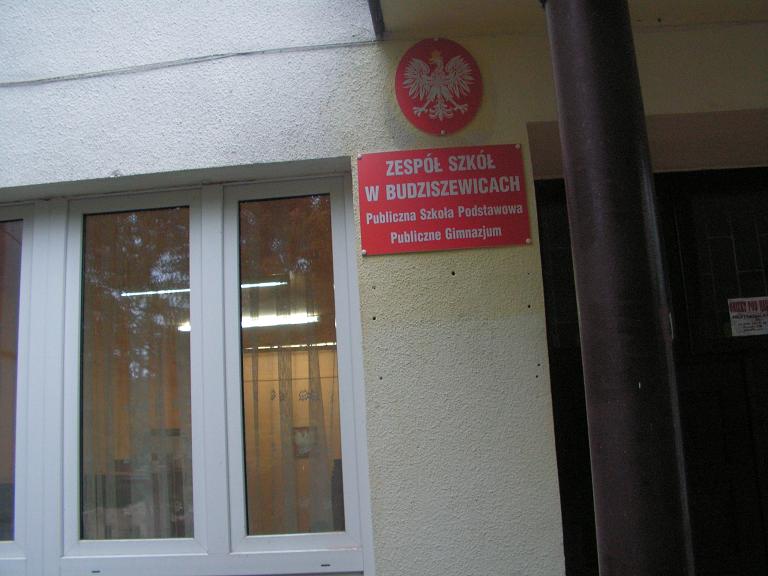 ZESPÓŁ SZKÓŁ
W BUDZISZEWICACH
Publiczna Szkoła Podstawowa
Publiczne Gimnazjum